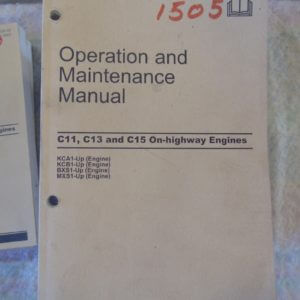 1505
Operation and
Maintenance
Manual
C11, C13 and C15 On-highway Engines
KCA1-Up (Engine)
KCB1-Up (Engine)
BXS1-Up (Engine)
MXS1-Up (Engine)
gines